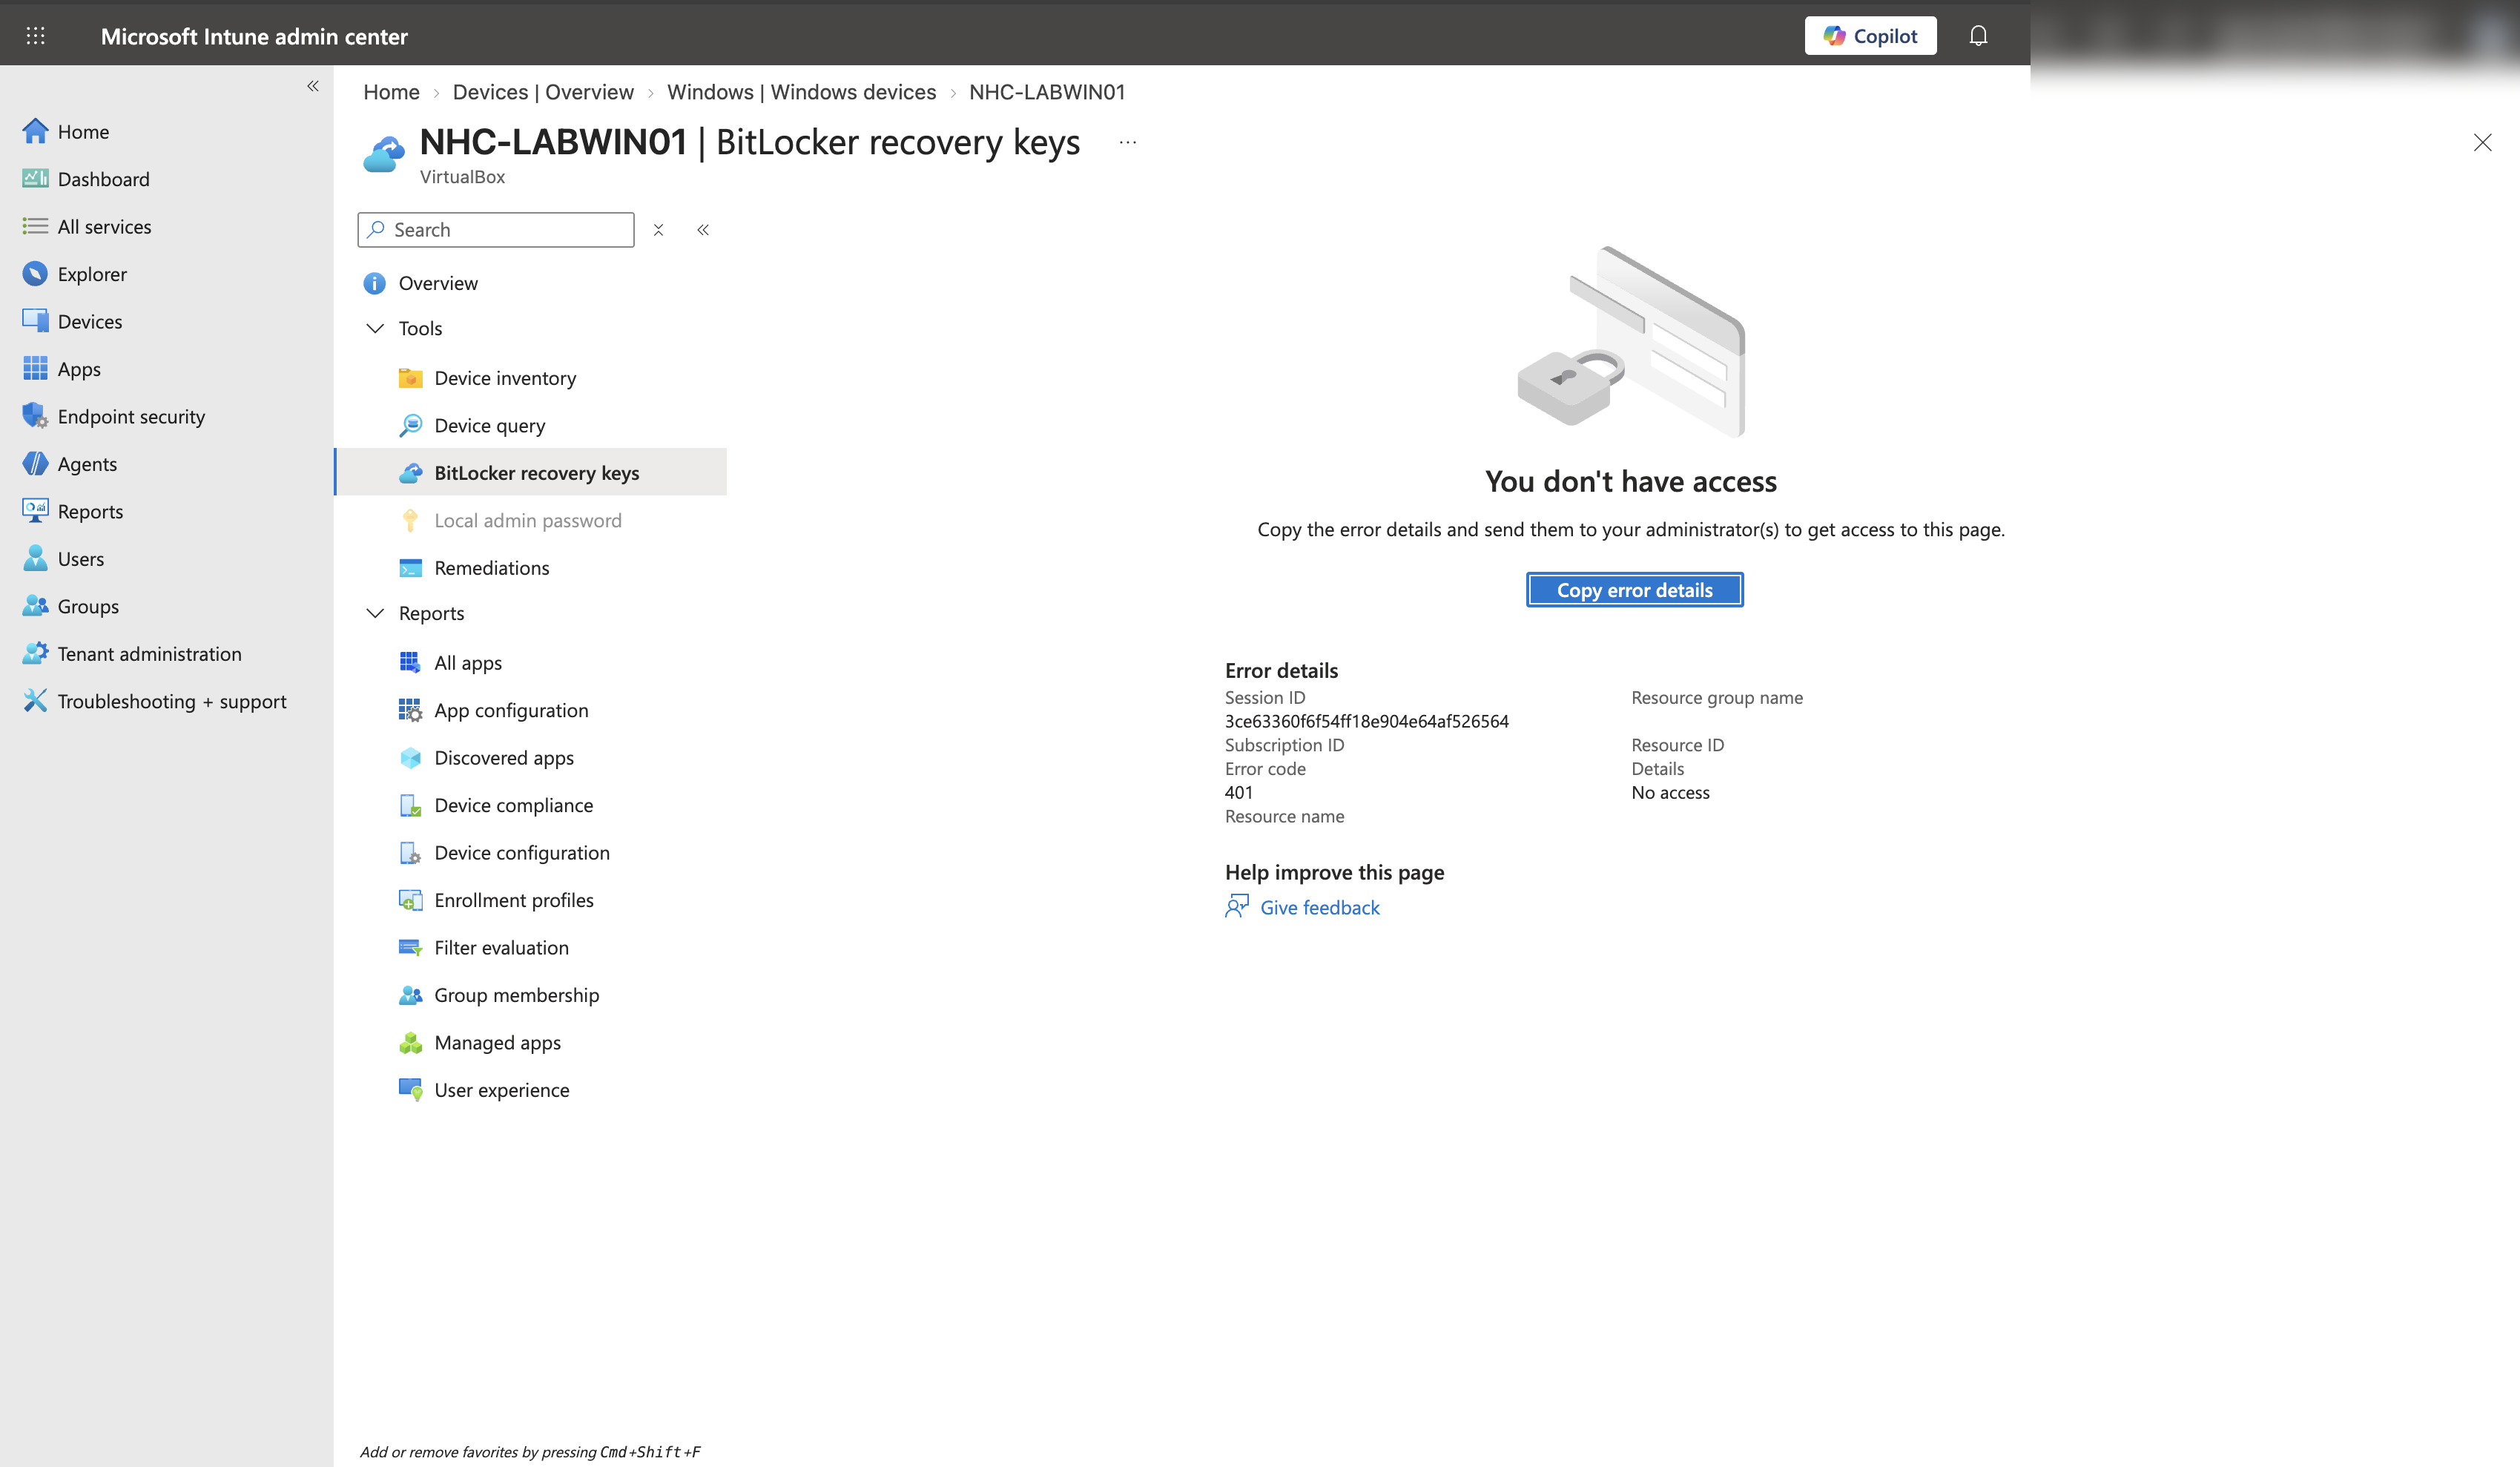 Microsoft Intune admin center
Copilot
Home
Dashboard
All services
Explorer
Devices
Apps
Endpoint security
Agents
Reports
Users
Groups
Tenant administration
Troubleshooting + support
Home > Devices | Overview > Windows | Windows devices > NHC-LABWIN01
NHC-LABWIN01 | BitLocker recovery keys ...
VirtualBox
Search
Overview
Tools
Device inventory
Device query
BitLocker recovery keys
Local admin password
Remediations
Reports
All apps
App configuration
Discovered apps
Device compliance
Device configuration
Enrollment profiles
Filter evaluation
Group membership
Managed apps
User experience
Add or remove favorites by pressing Cmd+Shift+F
You don't have access
Copy the error details and send them to your administrator(s) to get access to this page.
Copy error details
Error details
Session ID
3ce63360f6f54ff18e904e64af526564
Resource group name
Subscription ID
Resource ID
Error code
401
Details
No access
Resource name
Help improve this page
Give feedback